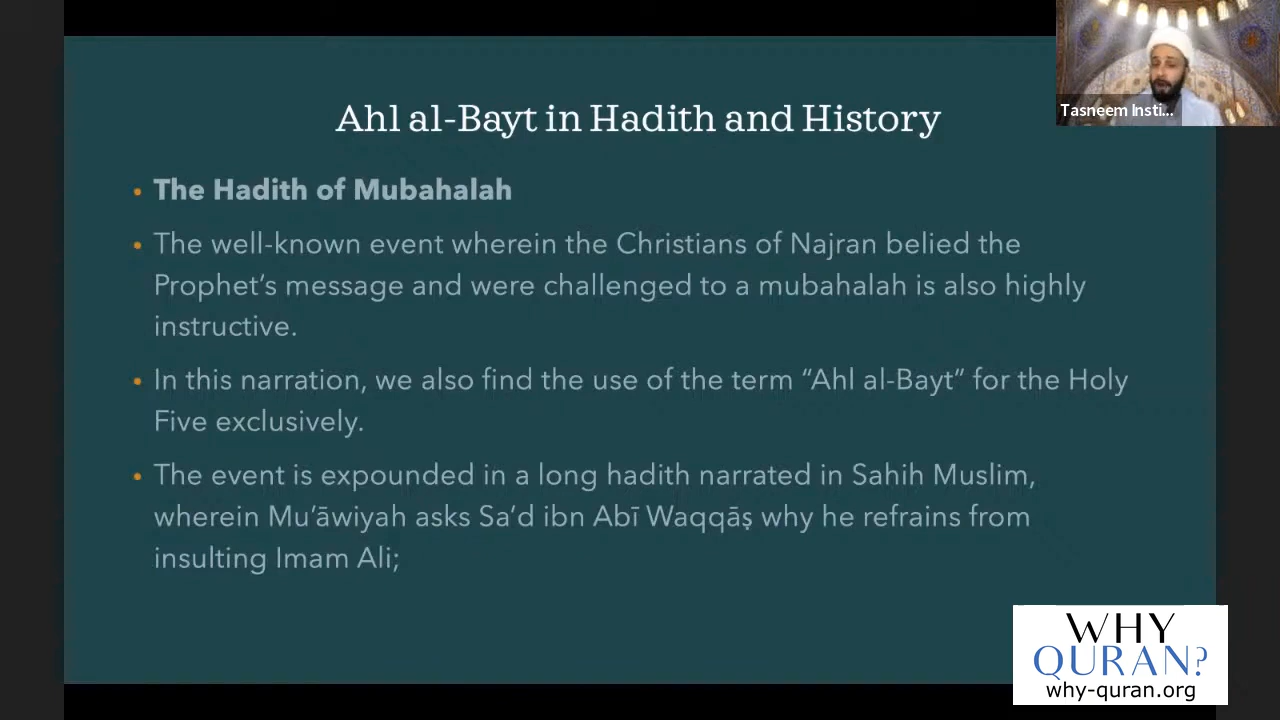 Tasneem Insti...
Ahl al-Bayt in Hadith and History
• The Hadith of Mubahalah
• The well-known event wherein the Christians of Najran belied the
Prophet’s message and were challenged to a mubahalah is also highly
instructive.
• In this narration, we also find the use of the term “Ahl al-Bayt” for the Holy
Five exclusively.
• The event is expounded in a long hadith narrated in Sahih Muslim,
wherein Mu’āwiyah asks Sa’d ibn Abī Waqqāṣ why he refrains from
insulting Imam Ali;
WHY
QURAN?
why-quran.org